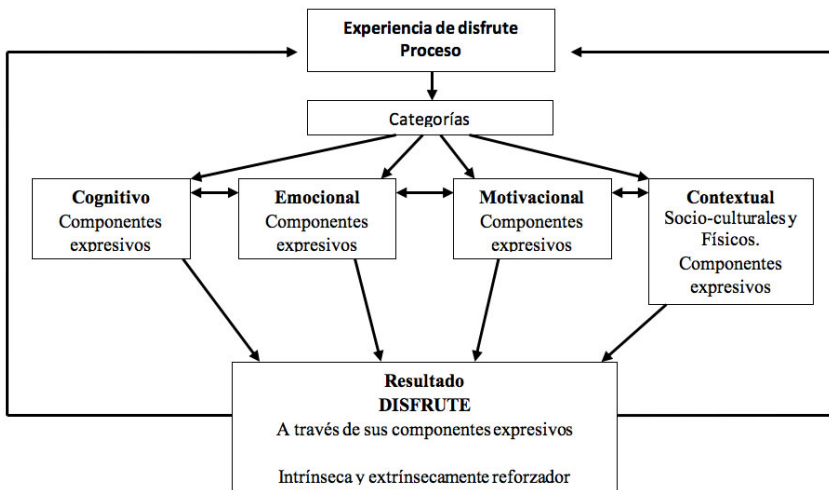 Experiencia de disfrute
Proceso
Categorías
Cognitivo
Componentes
expresivos
Emocional
Componentes
expresivos
Motivacional
Componentes
expresivos
Contextual
Socio-culturales y
Físicos.
Componentes
expresivos
Resultado
DISFRUTE
A través de sus componentes expresivos
Intrínseca y extrínsecamente reforzador